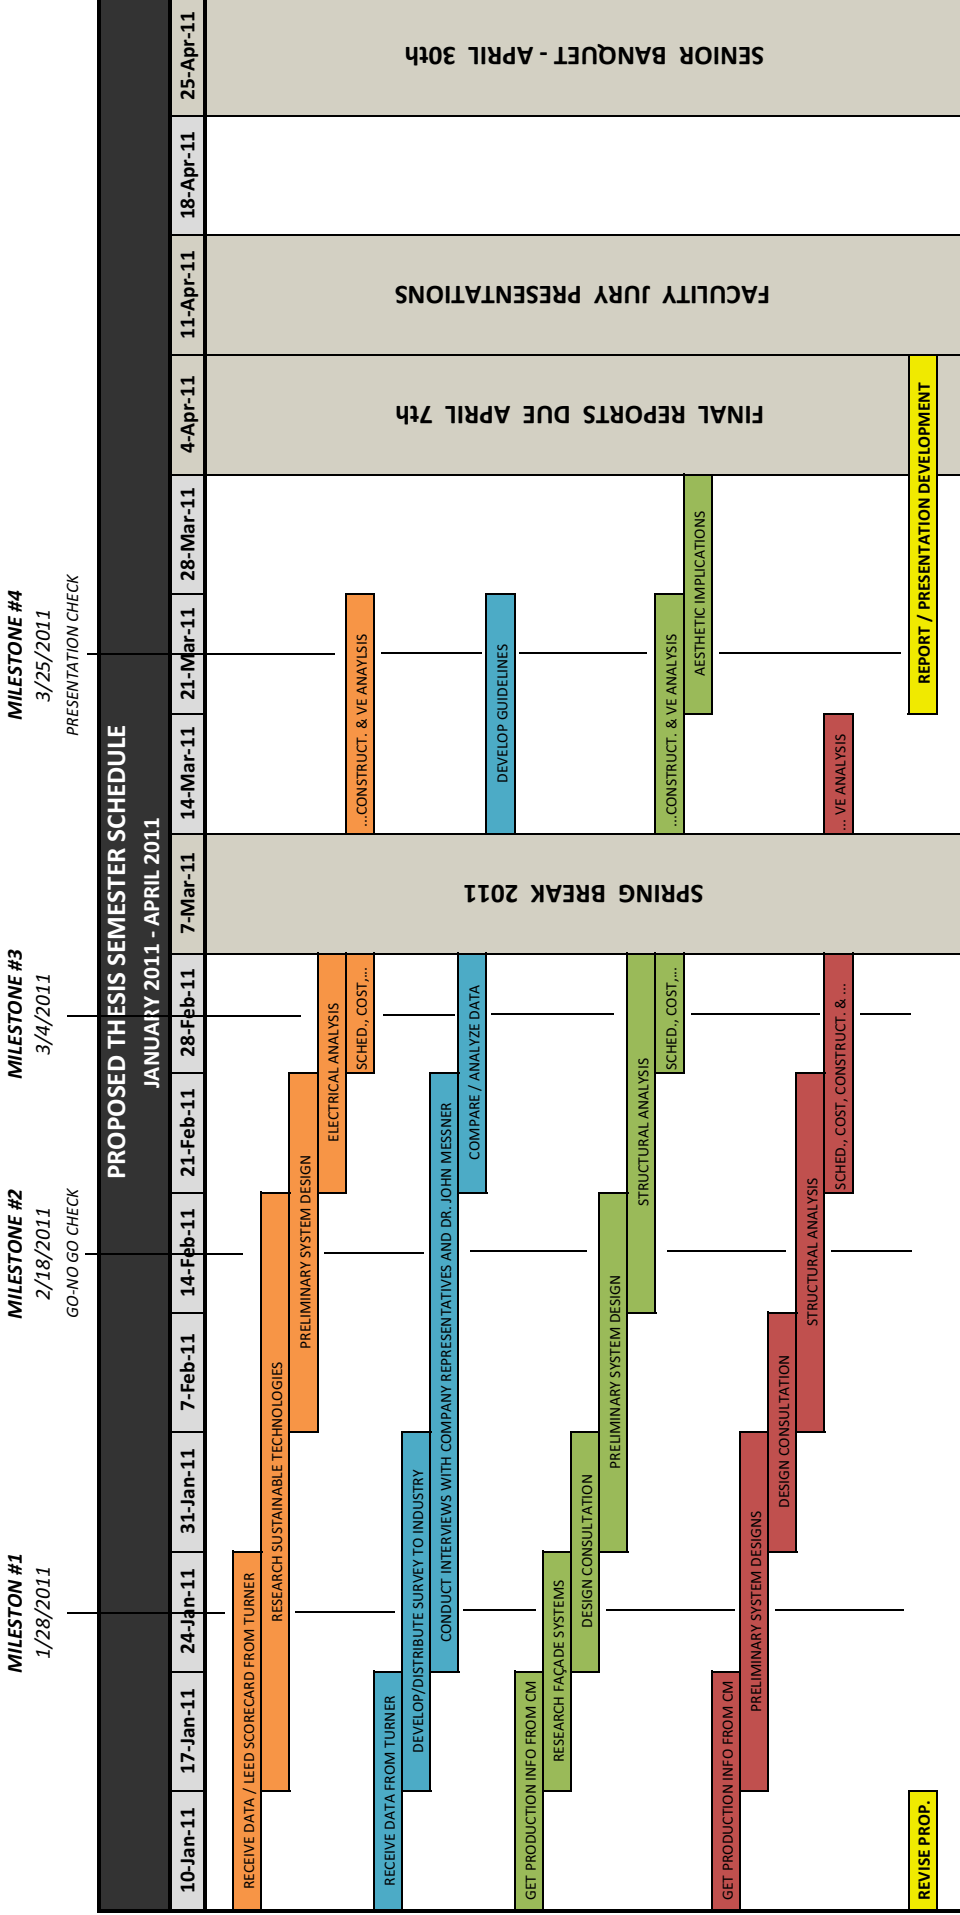 MILESTON #1
1/28/2011
MILESTONE #2
2/18/2011
GO-NO GO CHECK
MILESTONE #3
3/4/2011
MILESTONE #4
3/25/2011
PRESENTATION CHECK
PROPOSED THESIS SEMESTER SCHEDULE
JANUARY 2011 - APRIL 2011
10-Jan-11
17-Jan-11
24-Jan-11
31-Jan-11
7-Feb-11
14-Feb-11
21-Feb-11
28-Feb-11
7-Mar-11
14-Mar-11
21-Mar-11
28-Mar-11
4-Apr-11
11-Apr-11
18-Apr-11
25-Apr-11
RECEIVE DATA / LEED SCORECARD FROM TURNER
RESEARCH SUSTAINABLE TECHNOLOGIES
PRELIMINARY SYSTEM DESIGN
ELECTRICAL ANALYSIS
SCHED., COST,...
...CONSTRUCT. & VE ANAYLSIS
RECEIVE DATA FROM TURNER
DEVELOP/DISTRIBUTE SURVEY TO INDUSTRY
CONDUCT INTERVIEWS WITH COMPANY REPRESENTATIVES AND DR. JOHN MESSNER
COMPARE / ANALYZE DATA
DEVELOP GUIDELINES
GET PRODUCTION INFO FROM CM
RESEARCH FAÇADE SYSTEMS
DESIGN CONSULTATION
PRELIMINARY SYSTEM DESIGN
STRUCTURAL ANALYSIS
SCHED., COST,...
...CONSTRUCT. & VE ANALYSIS
AESTHETIC IMPLICATIONS
GET PRODUCTION INFO FROM CM
PRELIMINARY SYSTEM DESIGNS
DESIGN CONSULTATION
STRUCTURAL ANALYSIS
SCHED., COST, CONSTRUCT. & ...
... VE ANALYSIS
REVISE PROP.
REPORT / PRESENTATION DEVELOPMENT
SPRING BREAK 2011
FINAL REPORTS DUE APRIL 7th
FACULITY JURY PRESENTATIONS
SENIOR BANQUET - APRIL 30th